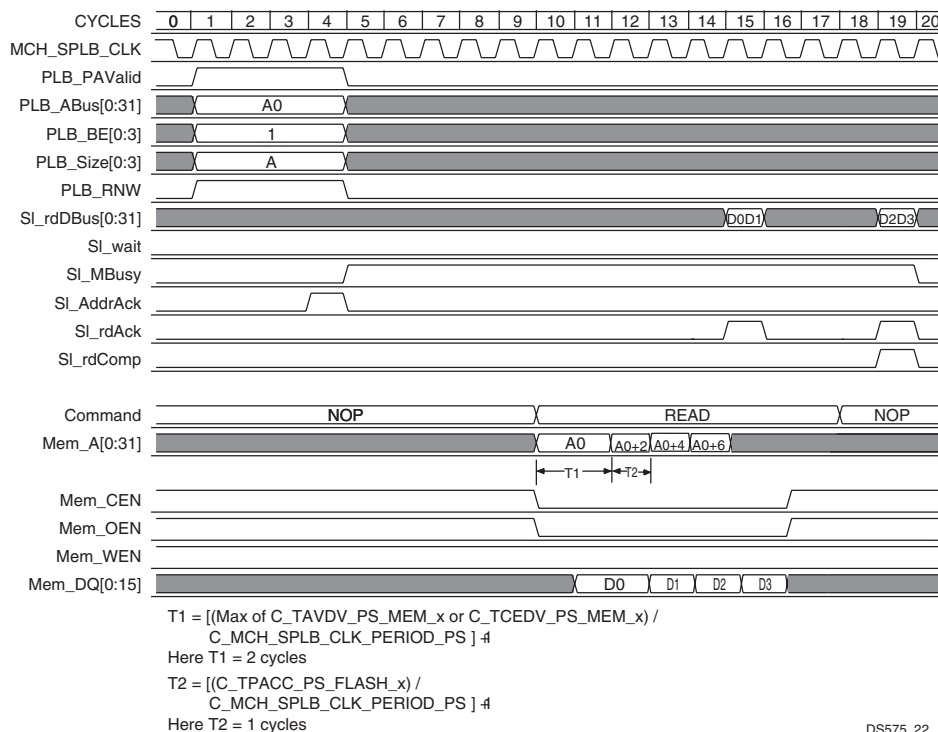 CYCLES 0 1 2 3 4 5 6 7 8 9 10 11 12 13 14 15 16 17 18 19 20
MCH_SPLB_CLK
PLB_PAValid
PLB_ABus[0:31] A0
PLB_BE[0:3] 1
PLB_Size[0:3] A
PLB_RNW
Sl_rdDBus[0:31] D0D1 D2D3
Sl_wait
Sl_MBusy
Sl_AddrAck
Sl_rdAck
Sl_rdComp
Command NOP READ NOP
Mem_A[0:31] A0 A0+2 A0+4 A0+6
T1 T2
Mem_CEN
Mem_OEN
Mem_WEN
Mem_DQ[0:15] D0 D1 D2 D3
T1 = [(Max of C_TAVDV_PS_MEM_x or C_TCEDV_PS_MEM_x) /
C_MCH_SPLB_CLK_PERIOD_PS ] +1
Here T1 = 2 cycles
T2 = [(C_TPACC_PS_FLASH_x) /
C_MCH_SPLB_CLK_PERIOD_PS ] +1
Here T2 = 1 cycles
DS575_22